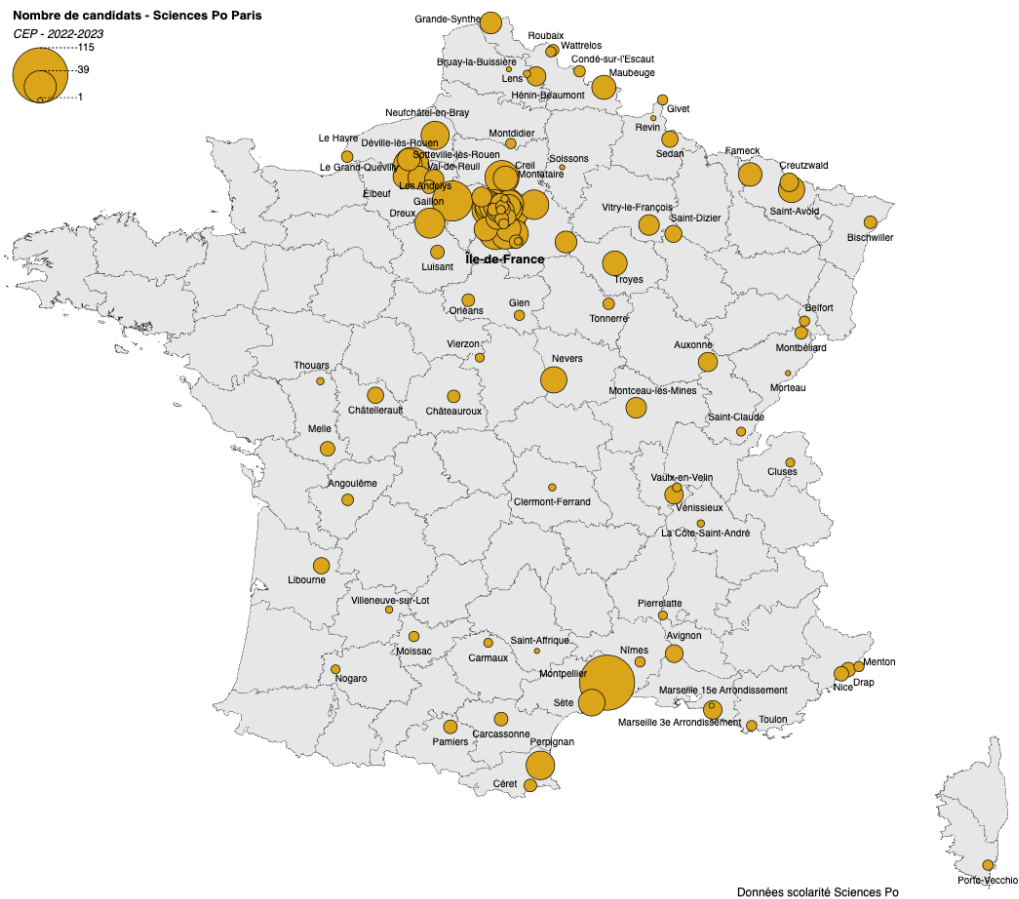 Nombre de candidats - Sciences Po Paris
CEP - 2022-2023
115
39
1
Grande-Synthe
Roubaix
Wattrelos
Bruay-la-Buissière
Condé-sur-l'Escaut
Lens
Maubeuge
Hénin-Beaumont
Givet
Neufchâtel-en-Bray
Revin
Le Havre
Déville-lès-Rouen
Montdidier
Sedan
Sotteville-lès-Rouen
Soissons
Fameck
Le Grand-Quevilly
Val-de-Reuil
Creil
Creutzwald
Montataire
Elbeuf
Les Andelys
Gaillon
Vitry-le-François
Saint-Avold
Dreux
Saint-Dizier
Bischwiller
Île-de-France
Luisant
Troyes
Orléans
Gien
Tonnerre
Belfort
Vierzon
Auxonne
Montbéliard
Thouars
Nevers
Morteau
Châtellerault
Châteauroux
Montceau-les-Mines
Saint-Claude
Melle
Cluses
Angoulême
Vaulx-en-Velin
Clermont-Ferrand
Vénissieux
La Côte-Saint-André
Libourne
Villeneuve-sur-Lot
Pierrelatte
Moissac
Saint-Affrique
Avignon
Carmaux
Nîmes
Menton
Nogaro
Montpellier
Drap
Nice
Marseille 15e Arrondissement
Sète
Marseille 3e Arrondissement
Toulon
Carcassonne
Pamiers
Perpignan
Céret
Porto-Vecchio
Données scolarité Sciences Po